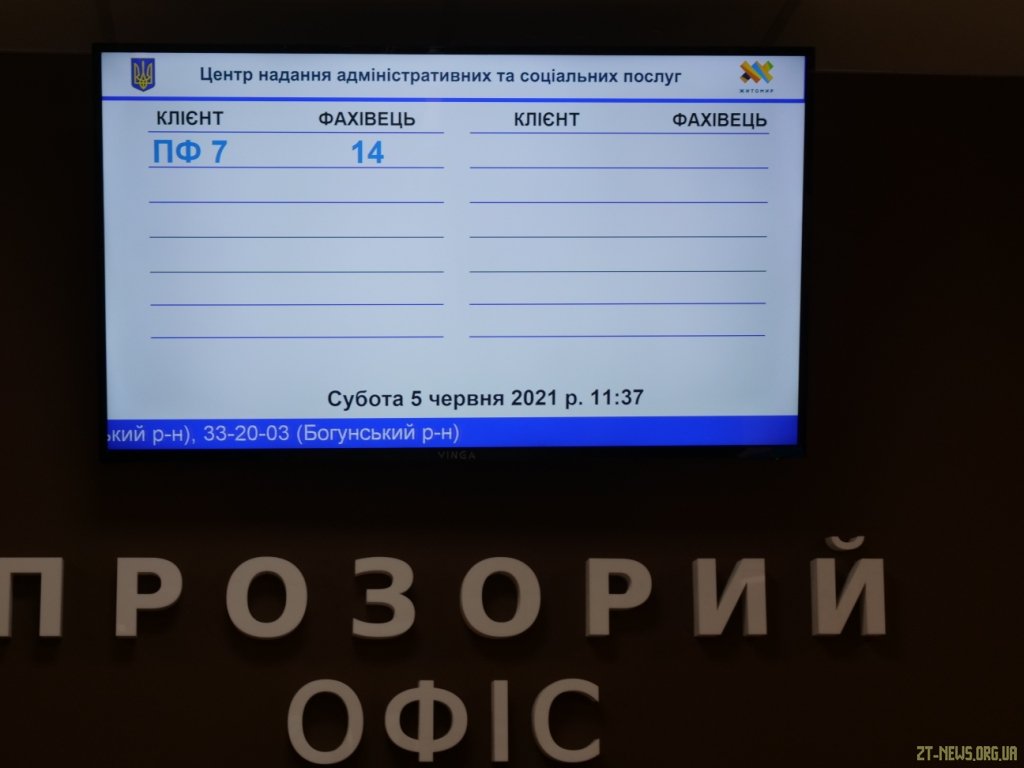 Центр надання адміністративних та соціальних послуг
ЖИТОМИР
КЛІЄНТ ФАХІВЕЦЬ КЛІЄНТ ФАХІВЕЦЬ
ПФ 7 14
Субота 5 червня 2021 р. 11:37
ький р-н), 33-20-03 (Богунський р-н)
VINGA
ПРОЗОРИЙ
ОФІС
ZT-NEWS.ORG.UA